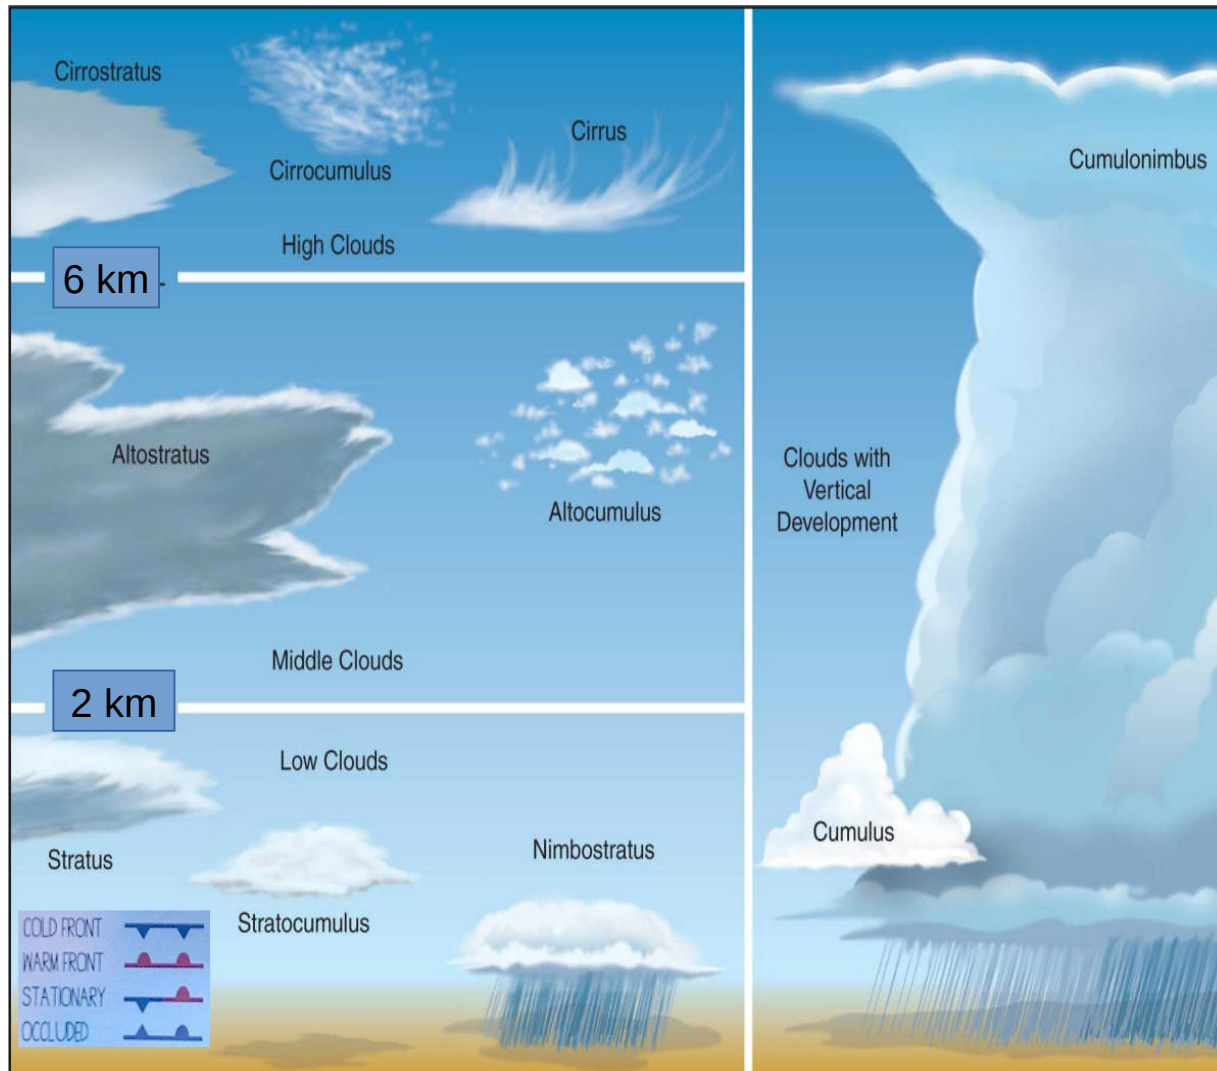 Cirrostratus
Cirrocumulus
Cirrus
High Clouds
6 km
Altostratus
Altocumulus
Middle Clouds
2 km
Low Clouds
Stratus
Stratocumulus
Nimbostratus
COLD FRONT
WARM FRONT
STATIONARY
OCCLUDED
Cumulonimbus
Clouds with
Vertical
Development
Cumulus